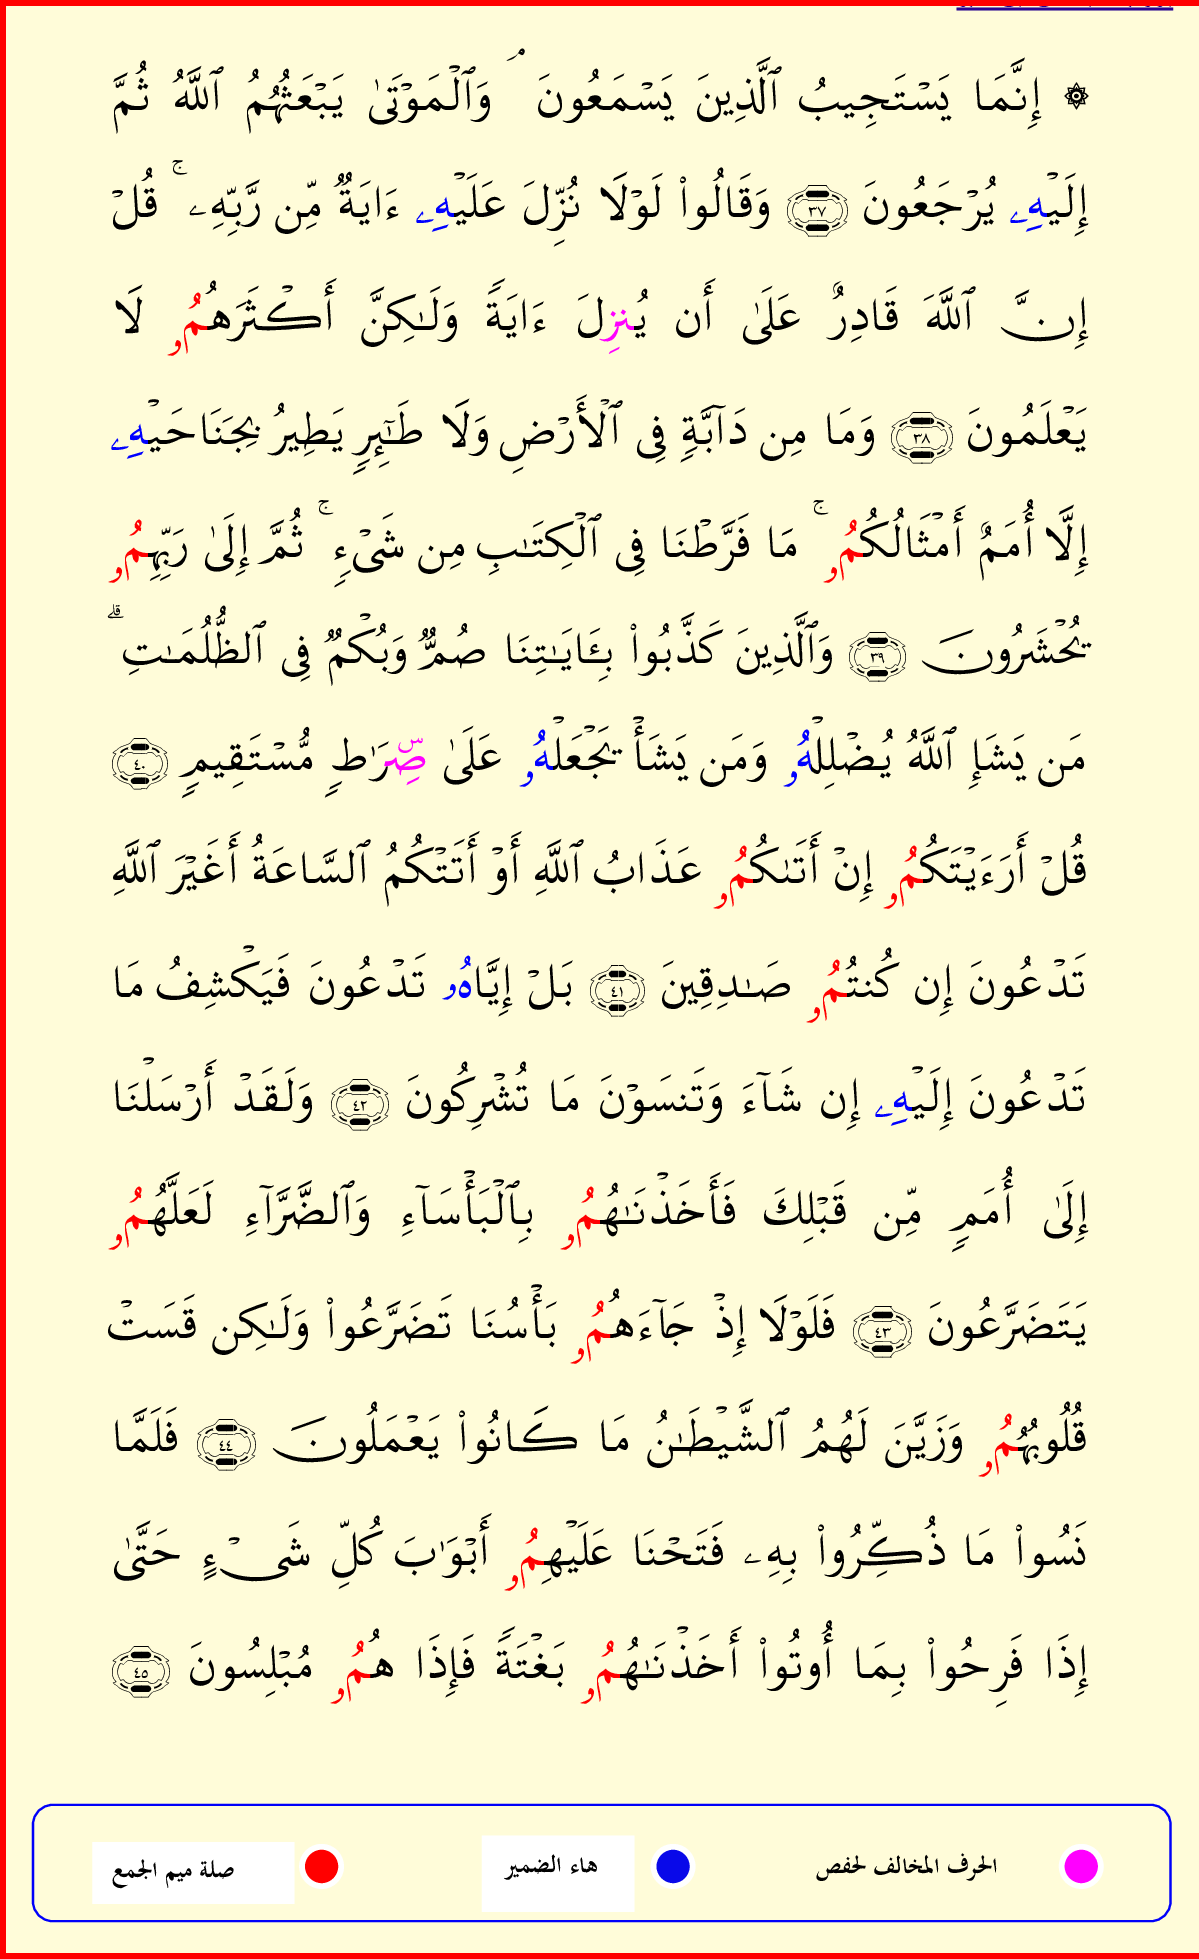 ۞ إِنَّمَا يَسْتَجِيبُ ٱلَّذِينَ يَسْمَعُونَ ۘ وَٱلْمَوْتَىٰ يَبْعَثُهُمُ ٱللَّهُ ثُمَّ
إِلَيْهِۦ يُرْجَعُونَ ٣٧ وَقَالُوا۟ لَوْلَا نُزِّلَ عَلَيْهِۦ ءَايَةٌ مِّن رَّبِّهِۦ ۚ قُلْ
إِنَّ ٱللَّهَ قَادِرٌ عَلَىٰ أَن يُنزِلَ ءَايَةً وَلَـٰكِنَّ أَكْثَرَهُمُۥ لَا
يَعْلَمُونَ ٣٨ وَمَا مِن دَآبَّةٍ فِى ٱلْأَرْضِ وَلَا طَـٰٓئِرٍ يَطِيرُ بِجَنَاحَيْهِۦ
إِلَّا أُمَمٌ أَمْثَالُكُمُۥ ۚ مَا فَرَّطْنَا فِى ٱلْكِتَـٰبِ مِن شَىْءٍ ۚ ثُمَّ إِلَىٰ رَبِّهِمُۥ
يُحْشَرُونَ ٣٩ وَٱلَّذِينَ كَذَّبُوا۟ بِـَٔايَـٰتِنَا صُمٌّ وَبُكْمٌ فِى ٱلظُّلُمَـٰتِ ۗ
مَن يَشَإِ ٱللَّهُ يُضْلِلْهُۥ وَمَن يَشَأْ يَجْعَلْهُۥ عَلَىٰ صِۜرَٰطٍ مُّسْتَقِيمٍ ٤٠
قُلْ أَرَءَيْتَكُمُۥ إِنْ أَتَىٰكُمُۥ عَذَابُ ٱللَّهِ أَوْ أَتَتْكُمُ ٱلسَّاعَةُ أَغَيْرَ ٱللَّهِ
تَدْعُونَ إِن كُنتُمُۥ صَـٰدِقِينَ ٤١ بَلْ إِيَّاهُۥ تَدْعُونَ فَيَكْشِفُ مَا
تَدْعُونَ إِلَيْهِۦ إِن شَآءَ وَتَنسَوْنَ مَا تُشْرِكُونَ ٤٢ وَلَقَدْ أَرْسَلْنَا
إِلَىٰ أُمَمٍ مِّن قَبْلِكَ فَأَخَذْنَـٰهُمُۥ بِٱلْبَأْسَآءِ وَٱلضَّرَّآءِ لَعَلَّهُمُۥ
يَتَضَرَّعُونَ ٤٣ فَلَوْلَا إِذْ جَآءَهُمُۥ بَأْسُنَا تَضَرَّعُوا۟ وَلَـٰكِن قَسَتْ
قُلُوبُهُمُۥ وَزَيَّنَ لَهُمُ ٱلشَّيْطَـٰنُ مَا كَانُوا۟ يَعْمَلُونَ ٤٤ فَلَمَّا
نَسُوا۟ مَا ذُكِّرُوا۟ بِهِۦ فَتَحْنَا عَلَيْهِمُۥ أَبْوَٰبَ كُلِّ شَىْءٍ حَتَّىٰ
إِذَا فَرِحُوا۟ بِمَا أُوتُوا۟ أَخَذْنَـٰهُمُۥ بَغْتَةً فَإِذَا هُمُۥ مُبْلِسُونَ ٤٥
الحرف المخالف لحفص هاء الضمير صلة ميم الجمع